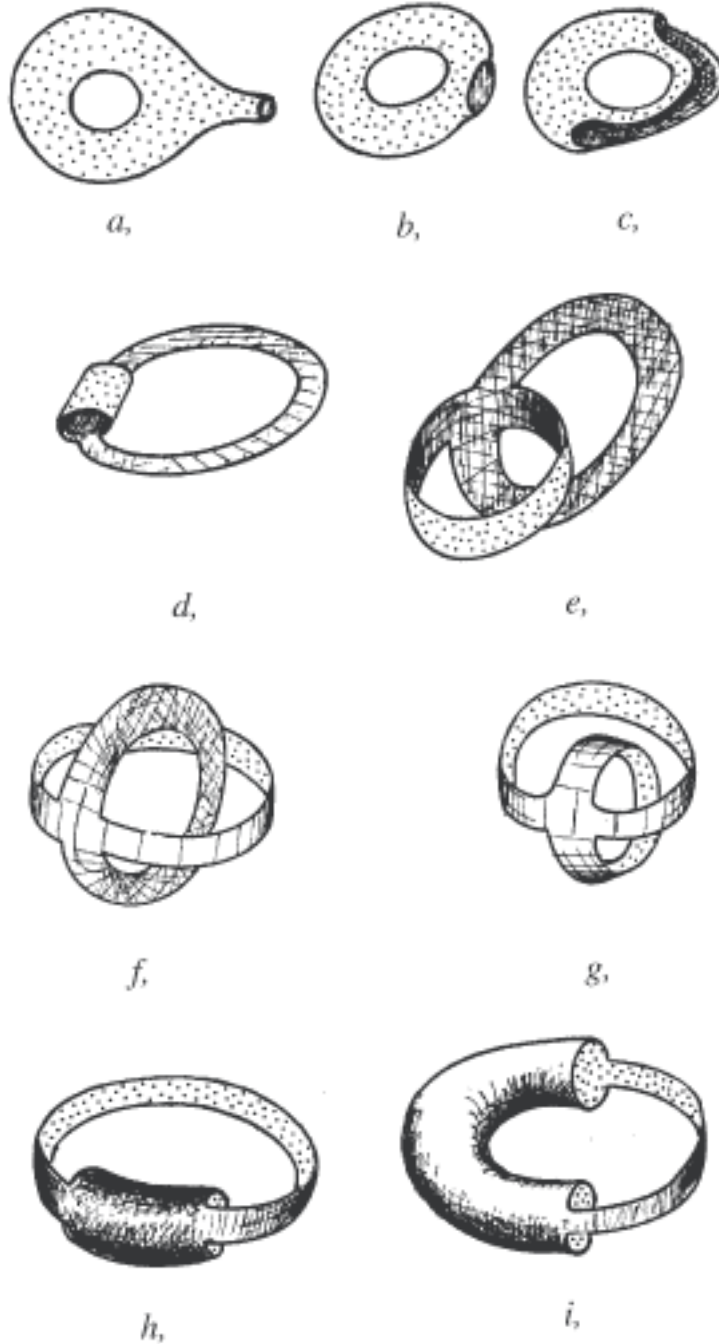 a, b, c,
d, e,
f, g,
h, i,